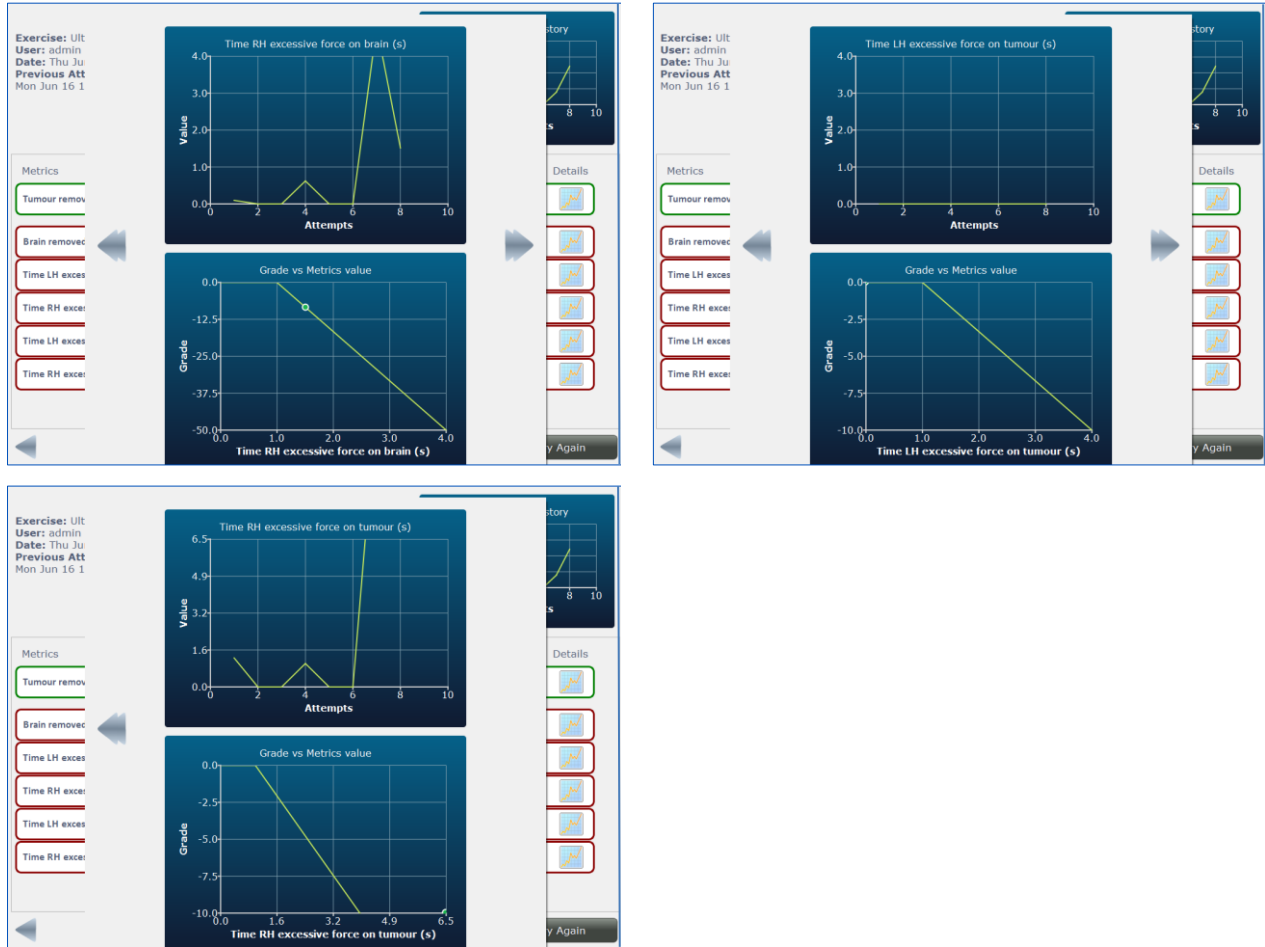 Exercise: Ult
User: admin
Date: Thu Ju
Previous Att
Mon Jun 16 1
Time RH excessive force on brain (s)
4.0
3.0
2.0
1.0
0.0
Value
0 2 4 6 8 10
Attempts
story
8 10
ts
Metrics
Details
Tumour remov
Brain removed
Time LH exces
Time RH exces
Time LH exces
Time RH exces
Grade vs Metrics value
0.0
-12.5
-25.0
-37.5
-50.0
Grade
0.0 1.0 2.0 3.0 4.0
Time RH excessive force on brain (s)
y Again
Exercise: Ult
User: admin
Date: Thu Ju
Previous Att
Mon Jun 16 1
Time LH excessive force on tumour (s)
4.0
3.0
2.0
1.0
0.0
Value
0 2 4 6 8 10
Attempts
story
8 10
ts
Metrics
Details
Tumour remov
Brain removed
Time LH exces
Time RH exces
Time LH exces
Time RH exces
Grade vs Metrics value
0.0
-2.5
-5.0
-7.5
-10.0
Grade
0.0 1.0 2.0 3.0 4.0
Time LH excessive force on tumour (s)
y Again
Exercise: Ult
User: admin
Date: Thu Ju
Previous Att
Mon Jun 16 1
Time RH excessive force on tumour (s)
6.5
4.9
3.2
1.6
0.0
Value
0 2 4 6 8 10
Attempts
story
8 10
ts
Metrics
Details
Tumour remov
Brain removed
Time LH exces
Time RH exces
Time LH exces
Time RH exces
Grade vs Metrics value
0.0
-2.5
-5.0
-7.5
-10.0
Grade
0.0 1.6 3.2 4.9 6.5
Time RH excessive force on tumour (s)
y Again